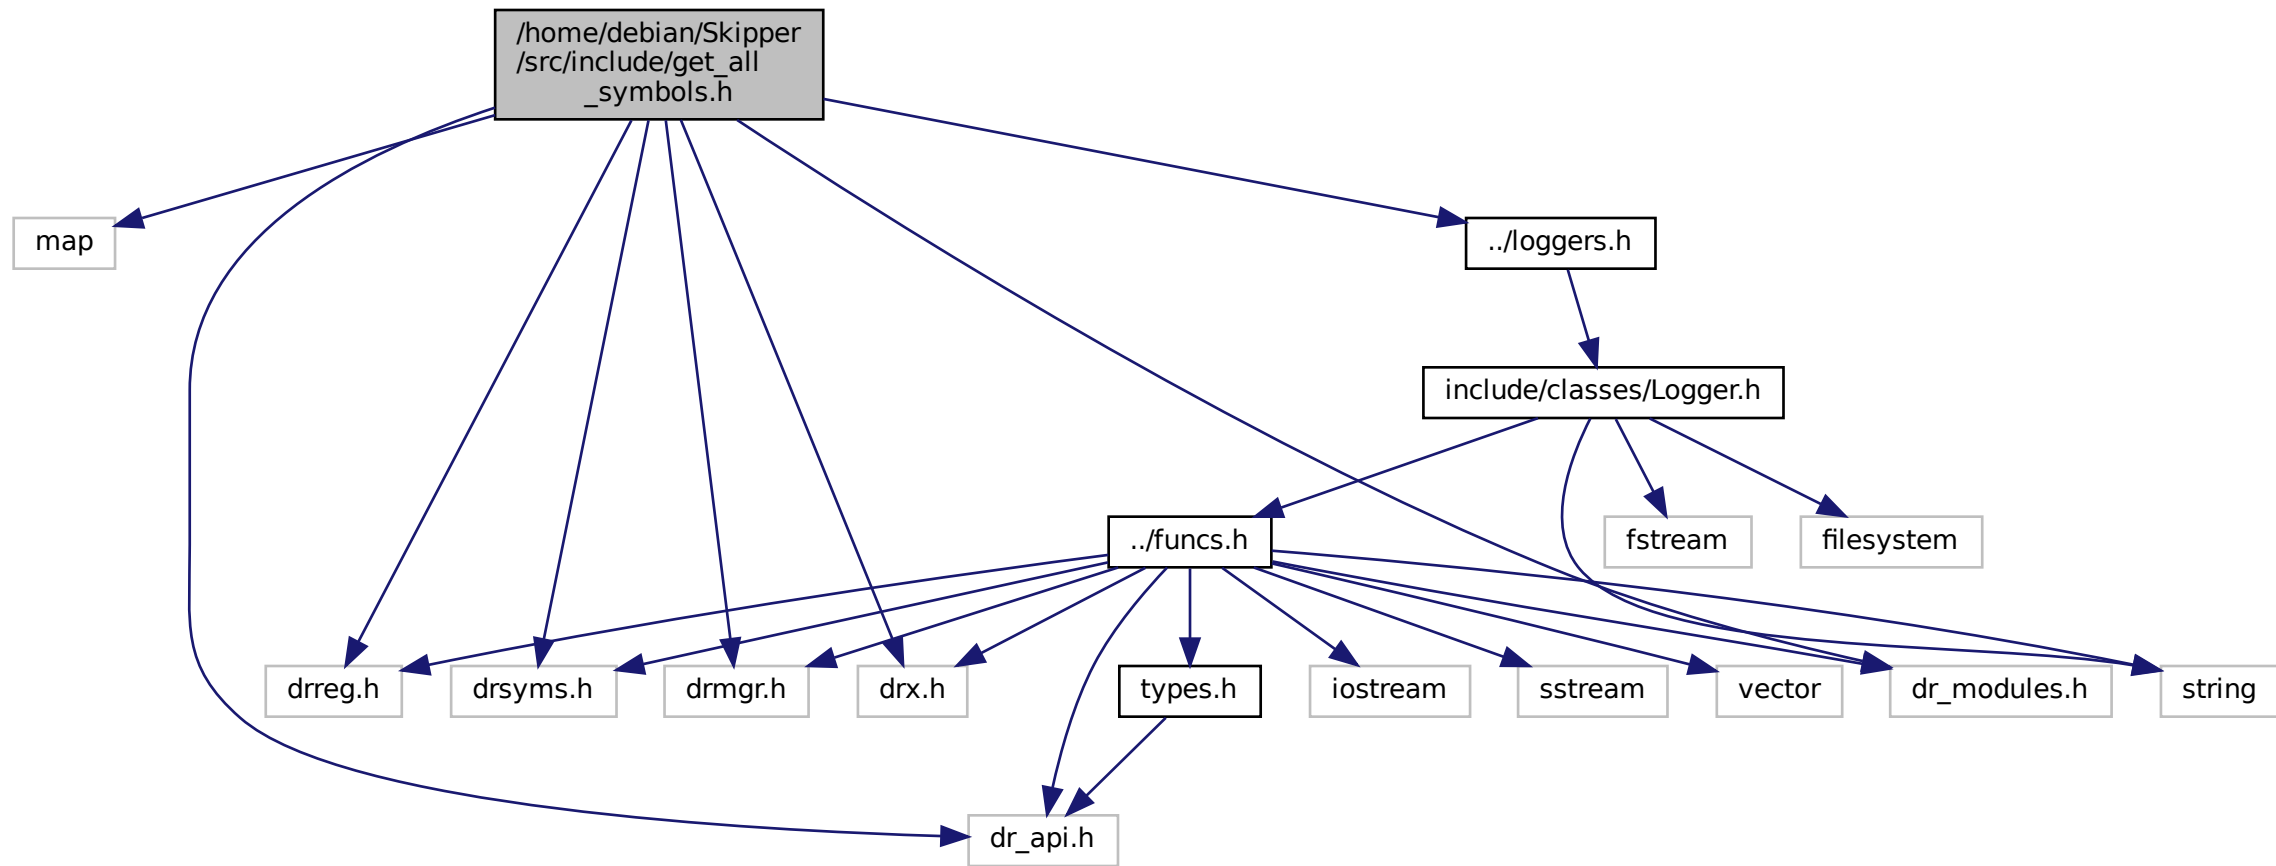 /home/debian/Skipper
/src/include/get_all
_symbols.h
map
../loggers.h
include/classes/Logger.h
../funcs.h
fstream
filesystem
drreg.h
drsyms.h
drmgr.h
drx.h
types.h
iostream
sstream
vector
dr_modules.h
string
dr_api.h